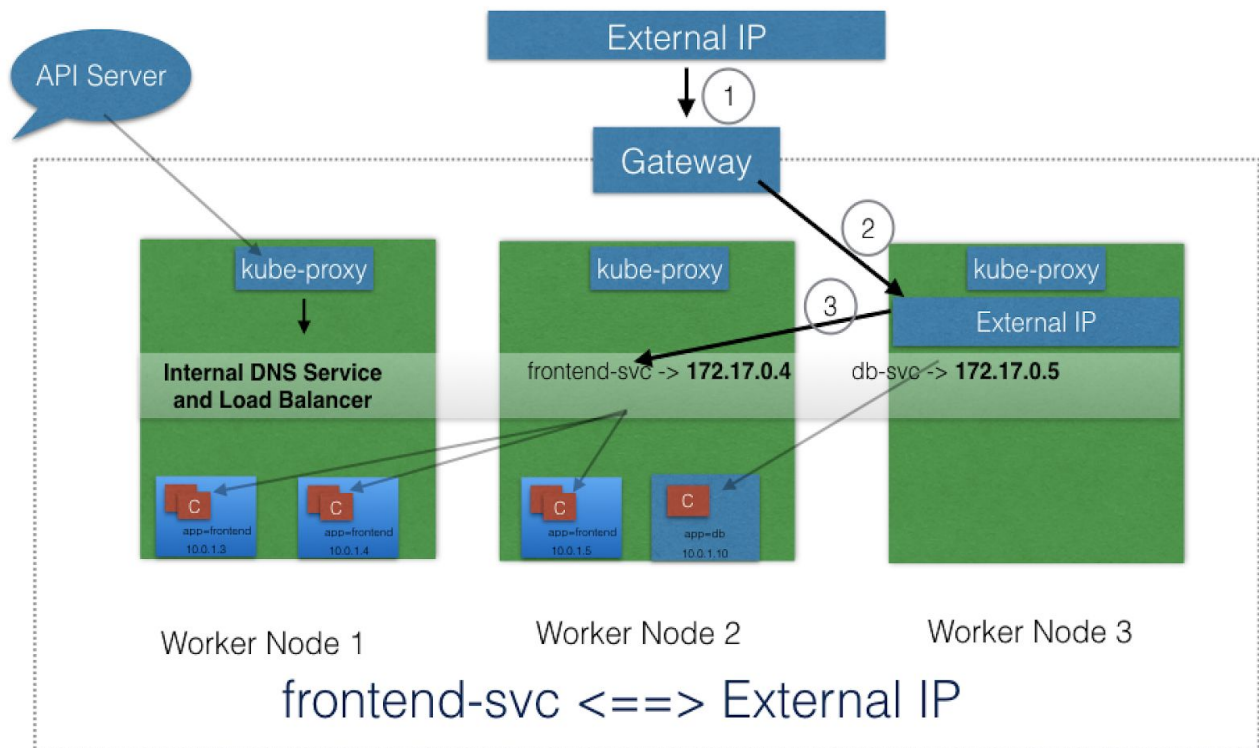 External IP
API Server
1
Gateway
2
kube-proxy
kube-proxy
kube-proxy
3
External IP
Internal DNS Service
and Load Balancer
frontend-svc -> 172.17.0.4
db-svc -> 172.17.0.5
C
app=frontend
10.0.1.3
C
app=frontend
10.0.1.4
C
app=frontend
10.0.1.5
C
app=db
10.0.1.10
Worker Node 1
Worker Node 2
Worker Node 3
frontend-svc <==> External IP